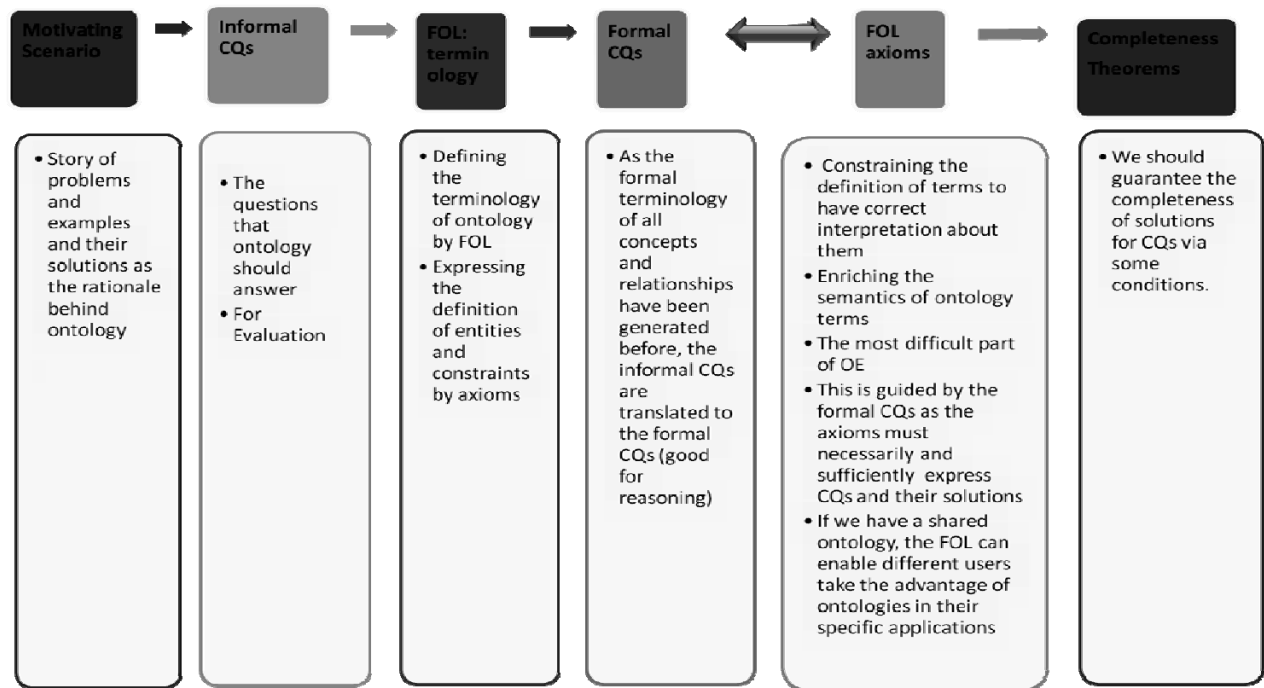 Motivating
Scenario
Informal
CQs
FOL:
termin
ology
Formal
CQs
FOL
axioms
Completeness
Theorems
• Story of
problems
and
examples
and their
solutions as
the rationale
behind
ontology
• The
questions
that
ontology
should
answer
• For
Evaluation
• Defining
the
terminology
of ontology
by FOL
• Expressing
the
definition
of entities
and
constraints
by axioms
• As the
formal
terminology
of all
concepts
and
relationships
have been
generated
before, the
informal CQs
are
translated to
the formal
CQs (good
for
reasoning)
• Constraining the
definition of terms to
have correct
interpretation about
them
• Enriching the
semantics of ontology
terms
• The most difficult part
of OE
• This is guided by the
formal CQs as the
axioms must
necessarily and
sufficiently express
CQs and their solutions
• If we have a shared
ontology, the FOL can
enable different users
take the advantage of
ontologies in their
specific applications
• We should
guarantee the
completeness
of solutions
for CQs via
some
conditions.